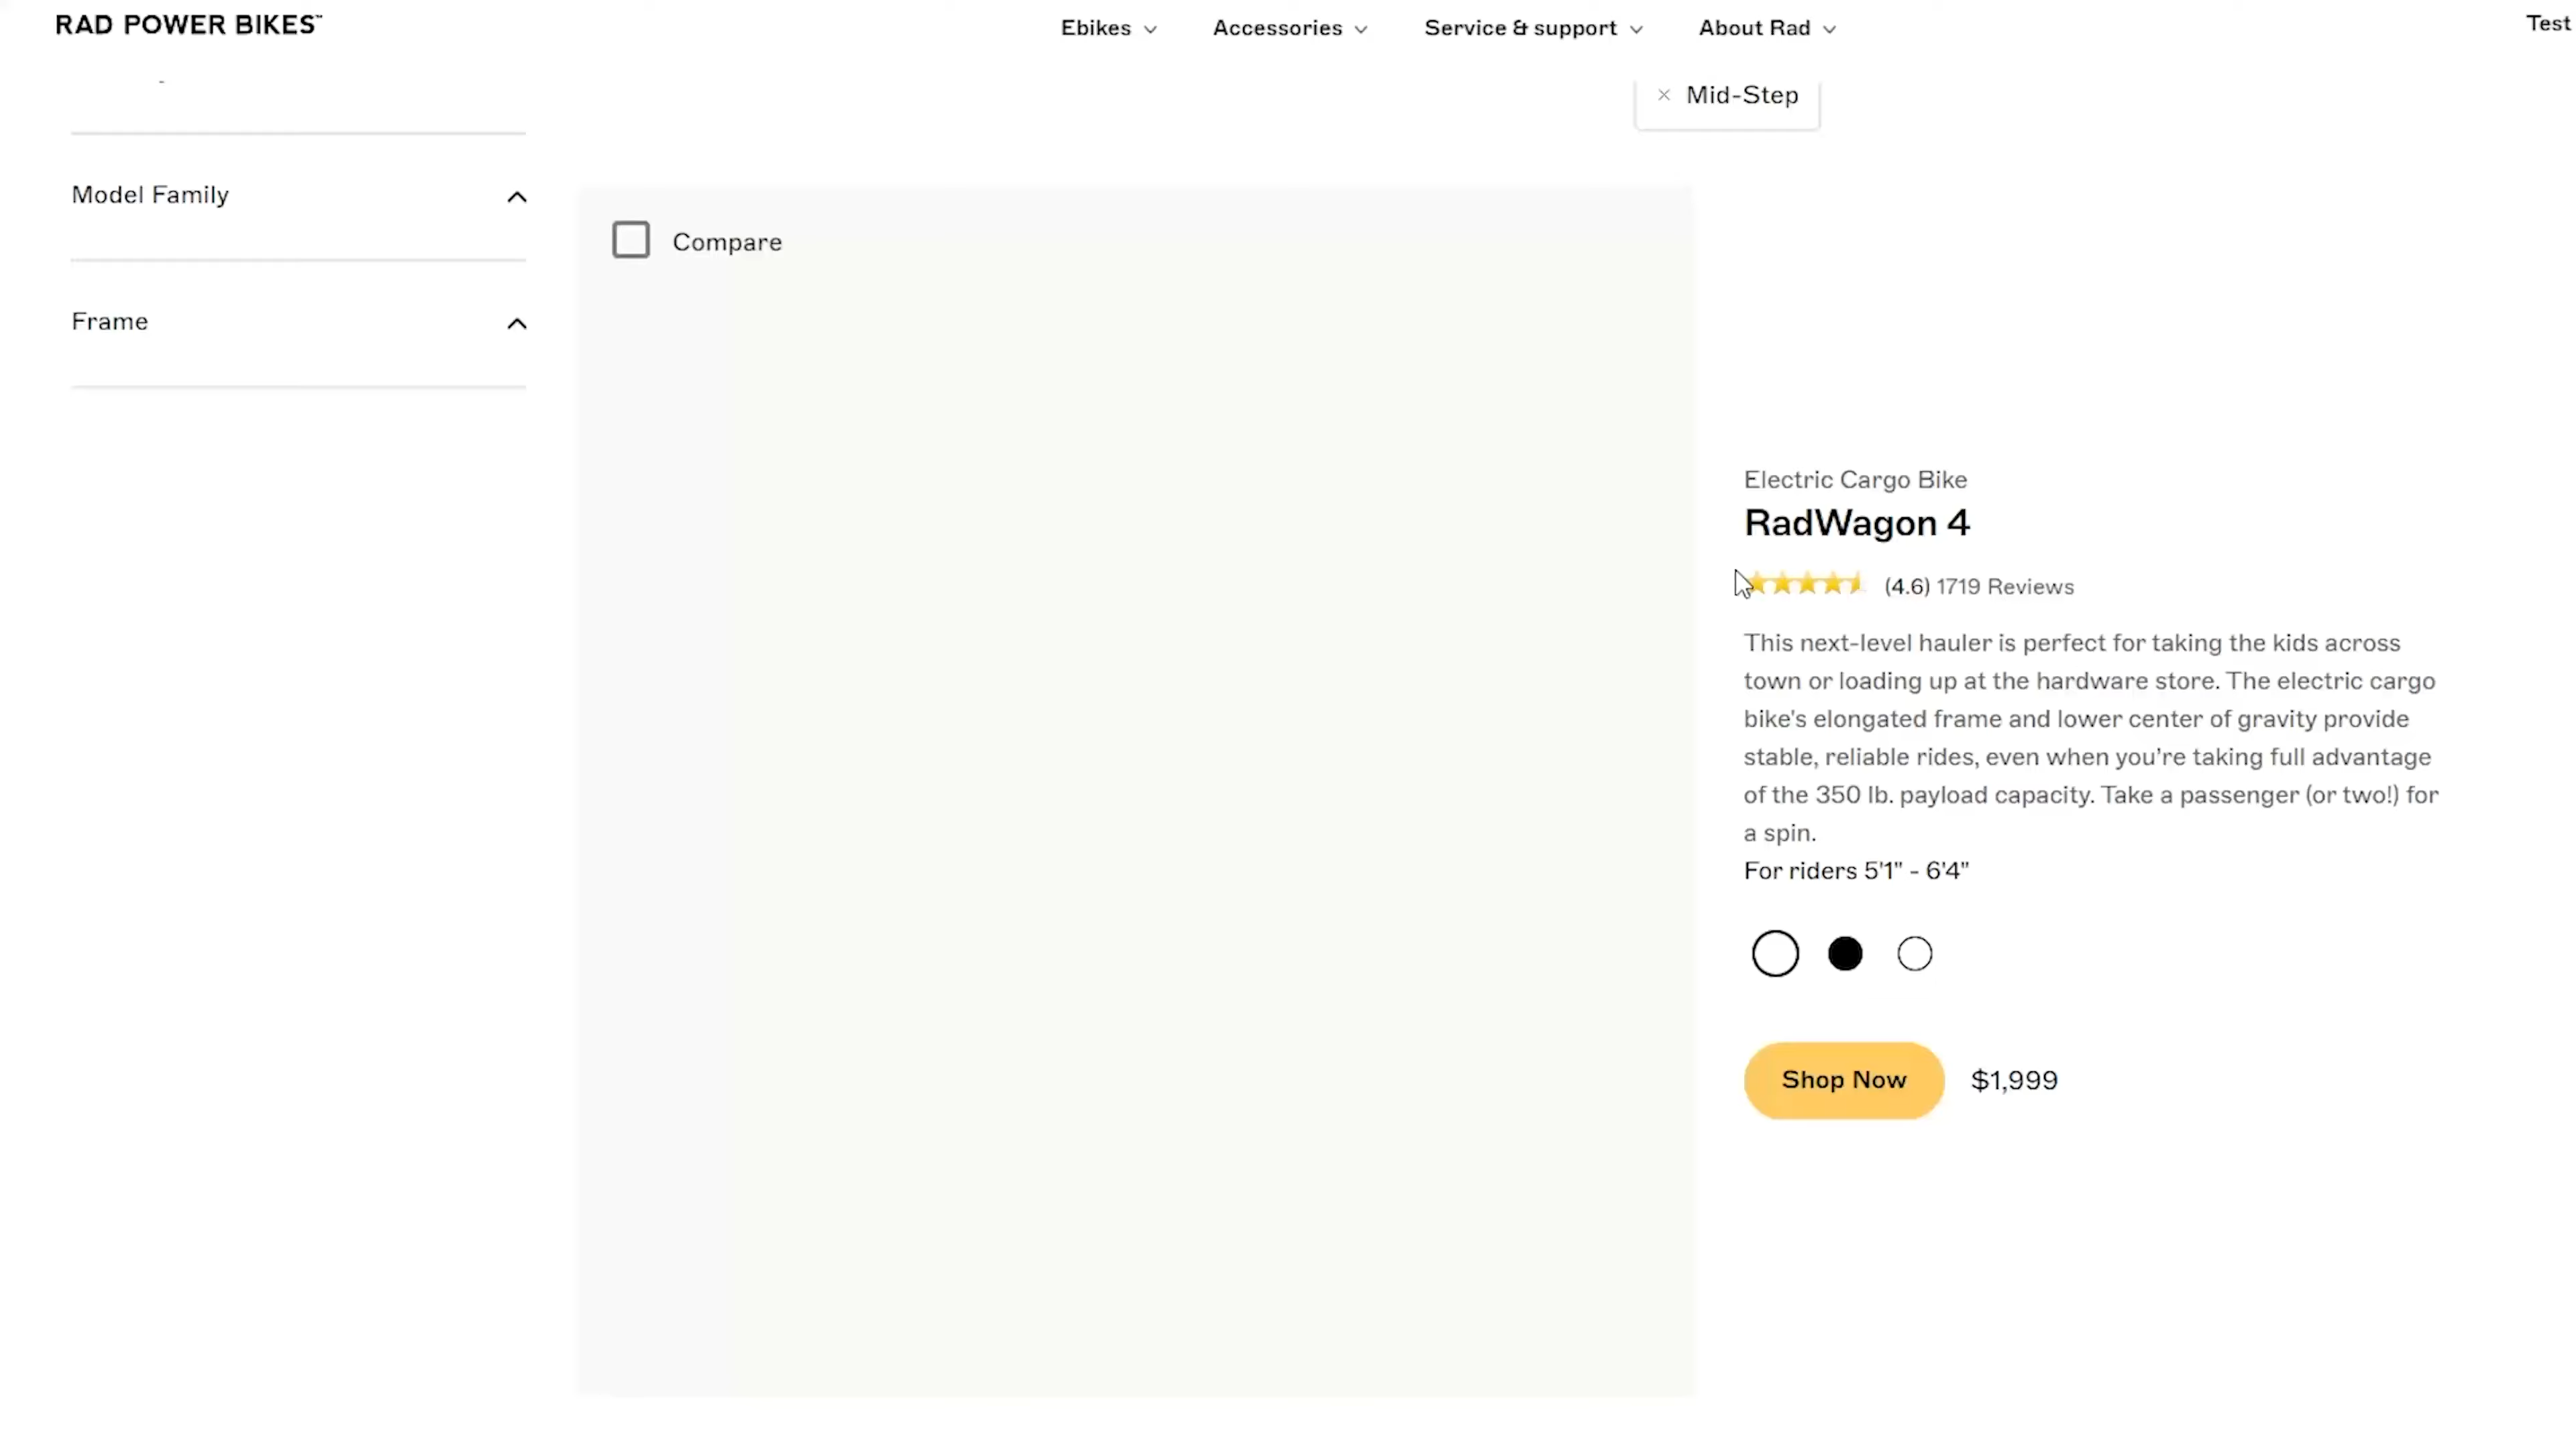 RAD POWER BIKES™
Ebikes
Accessories
Service & support
About Rad
Test
× Mid-Step
Model Family
Frame
Compare
Electric Cargo Bike
RadWagon 4
(4.6) 1719 Reviews
This next-level hauler is perfect for taking the kids across
town or loading up at the hardware store. The electric cargo
bike's elongated frame and lower center of gravity provide
stable, reliable rides, even when you're taking full advantage
of the 350 lb. payload capacity. Take a passenger (or two!) for
a spin.
For riders 5'1" - 6'4"
Shop Now
$1,999